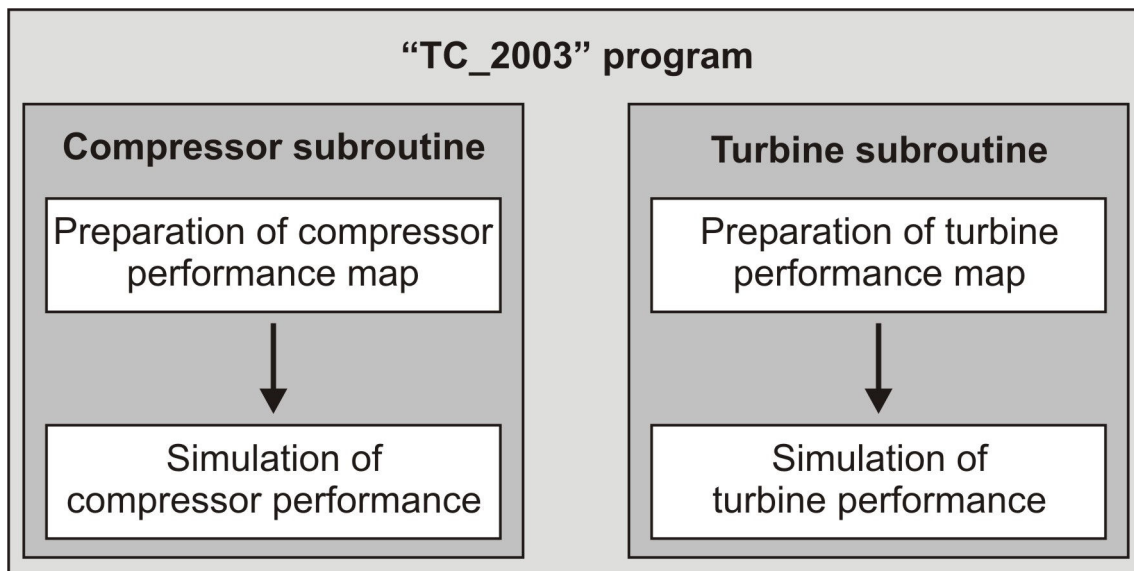 “TC_2003” program
Compressor subroutine
Preparation of compressor
performance map
Simulation of
compressor performance
Turbine subroutine
Preparation of turbine
performance map
Simulation of
turbine performance